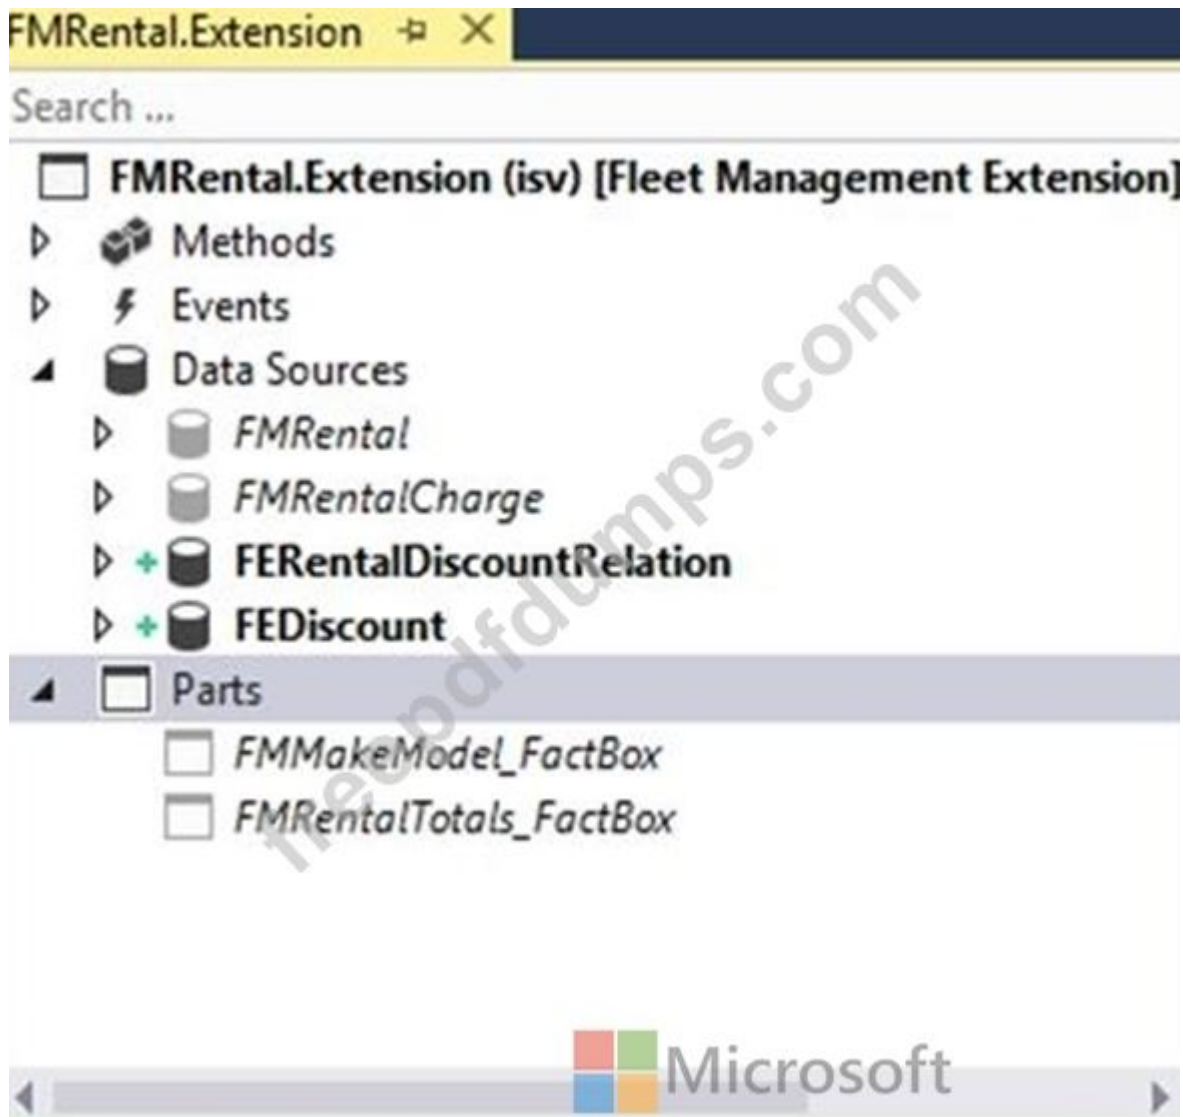 FMRental.Extension
Search ...
FMRental.Extension (isv) [Fleet Management Extension]
Methods
Events
Data Sources
FMRental
FMRentalCharge
FERentalDiscountRelation
FEDiscount
Parts
FMMakeModel_FactBox
FMRentalTotals_FactBox
freepdfdumps.com
Microsoft